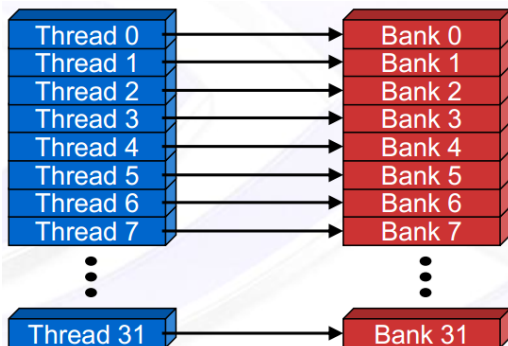 Thread 0 Bank 0
Thread 1 Bank 1
Thread 2 Bank 2
Thread 3 Bank 3
Thread 4 Bank 4
Thread 5 Bank 5
Thread 6 Bank 6
Thread 7 Bank 7
Thread 31 Bank 31